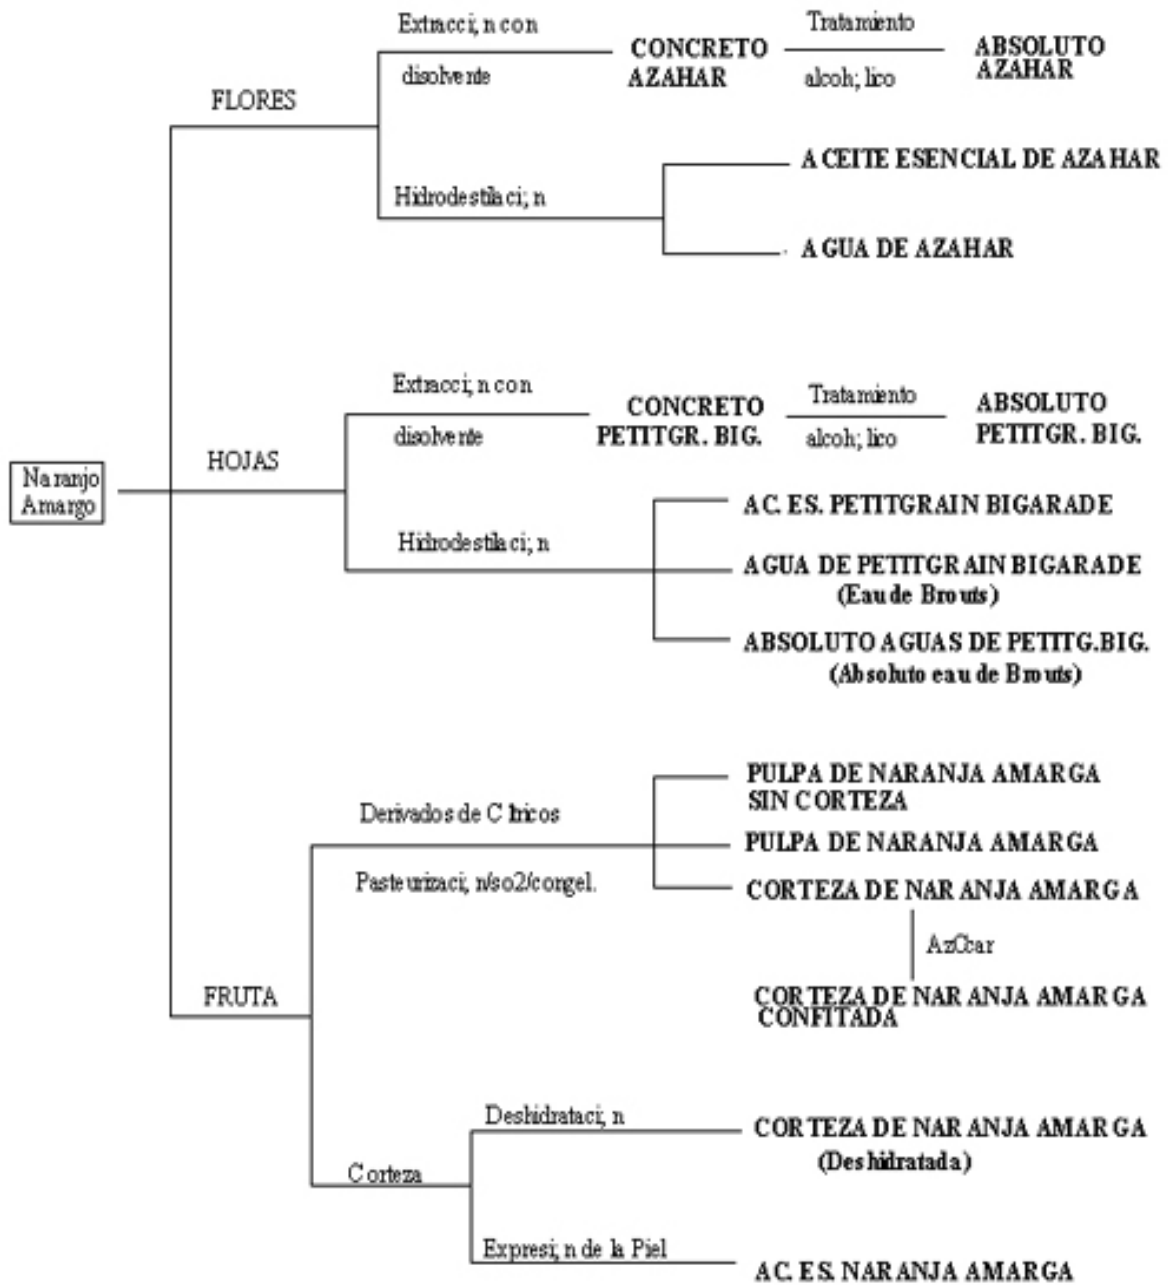 Extracci¡n con
disolvente
CONCRETO
AZAHAR
Tratamiento
alcoh¡lico
ABSOLUTO
AZAHAR
FLORES
Hidrodestilaci¡n
ACEITE ESENCIAL DE AZAHAR
AGUA DE AZAHAR
Extracci¡n con
disolvente
CONCRETO
PETITGR. BIG.
Tratamiento
alcoh¡lico
ABSOLUTO
PETITGR. BIG.
HOJAS
Naranjo
Amargo
Hidrodestilaci¡n
AC. ES. PETITGRAIN BIGARADE
AGUA DE PETITGRAIN BIGARADE
(Eau de Brouts)
ABSOLUTO AGUAS DE PETITG.BIG.
(Absoluto eau de Brouts)
Derivados de C Itricos
Pasteurizaci¡n/so2/congel.
PULPA DE NARANJA AMARGA
SIN CORTEZA
PULPA DE NARANJA AMARGA
CORTEZA DE NARANJA AMARGA
AzCcar
CORTEZA DE NARANJA AMARGA
CONFITADA
FRUTA
Deshidrataci¡n
CORTEZA DE NARANJA AMARGA
(Deshidratada)
Corteza
Expresi¡n de la Piel
AC. ES. NARANJA AMARGA